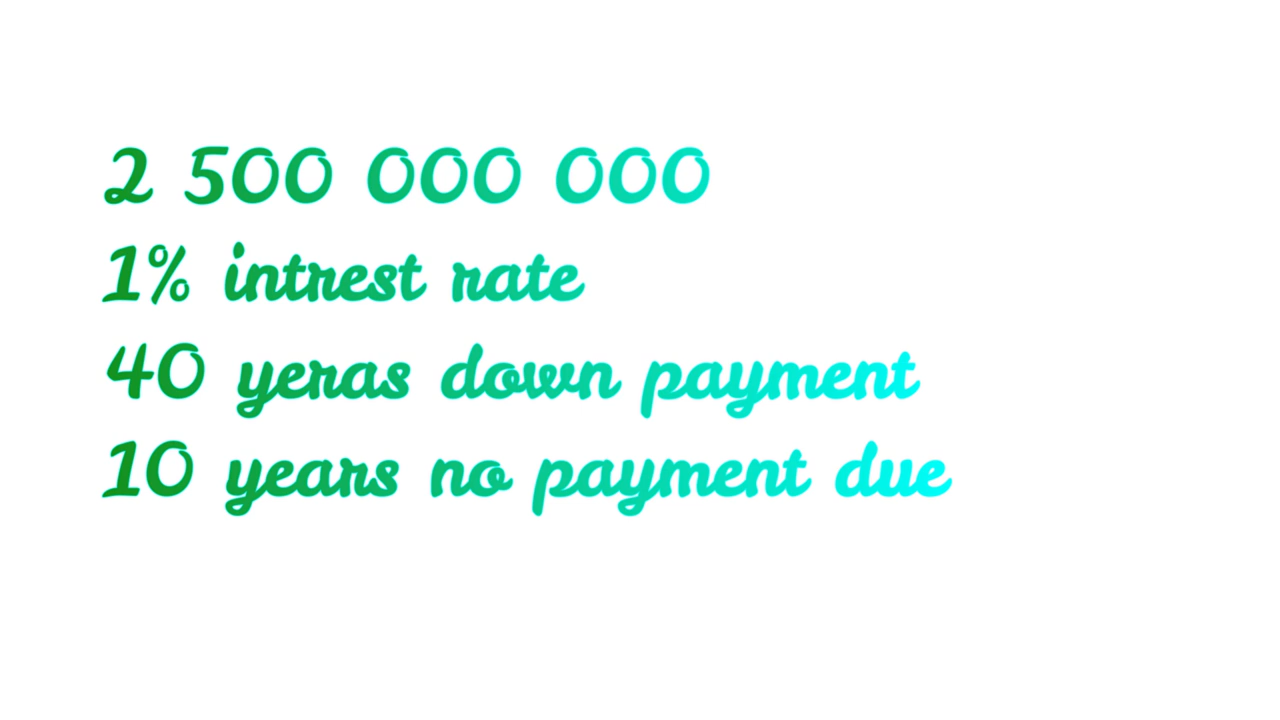 2 500 000 000
1% intrest rate
40 yeras down payment
10 years no payment due